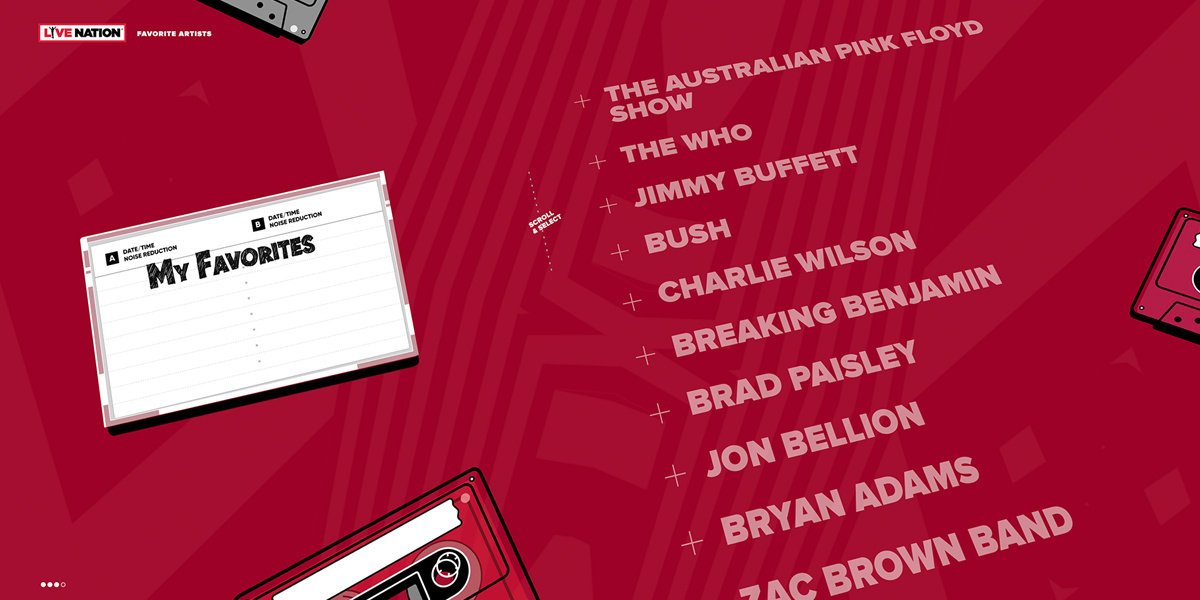 LIVE NATION
FAVORITE ARTISTS
A DATE/TIME
NOISE REDUCTION
B DATE/TIME
NOISE REDUCTION
MY FAVORITES
SCROLL
& SELECT
THE AUSTRALIAN PINK FLOYD
SHOW
THE WHO
JIMMY BUFFETT
BUSH
CHARLIE WILSON
BREAKING BENJAMIN
BRAD PAISLEY
JON BELLION
BRYAN ADAMS
ZAC BROWN BAND